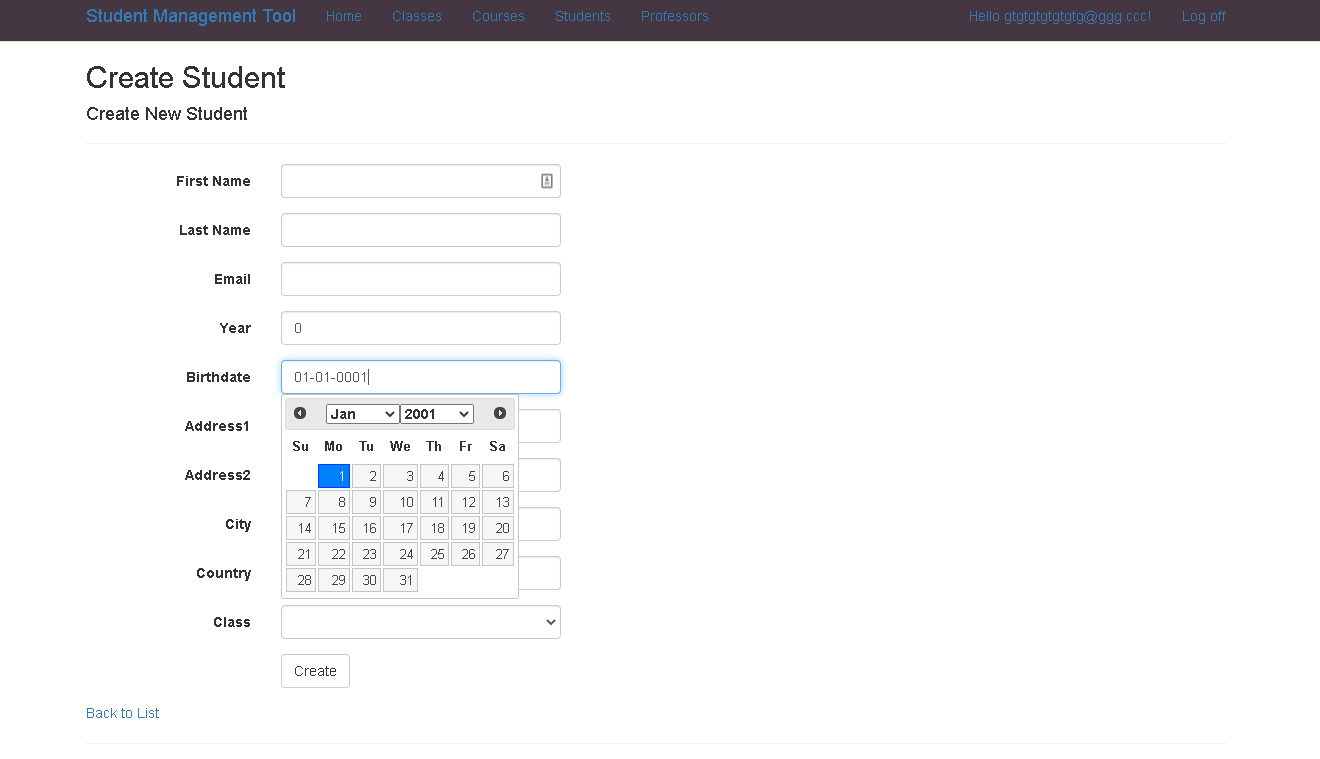 Student Management Tool Home Classes Courses Students Professors Hello gtgtgtgtgtgtg@ggg.ccc! Log off
Create Student
Create New Student
First Name
Last Name
Email
Year 0
Birthdate 01-01-0001
Jan 2001
Su Mo Tu We Th Fr Sa
1 2 3 4 5 6
7 8 9 10 11 12 13
14 15 16 17 18 19 20
21 22 23 24 25 26 27
28 29 30 31
Address1
Address2
City
Country
Class
Create
Back to List